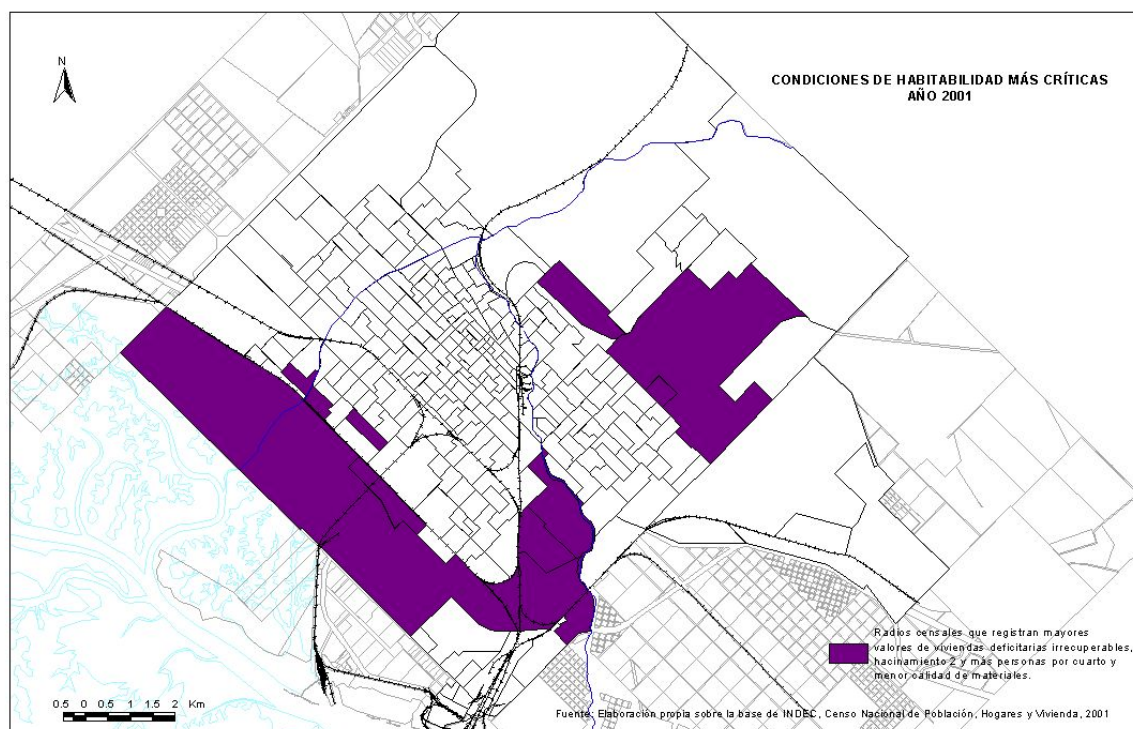 CONDICIONES DE HABITABILIDAD MÁS CRÍTICAS
AÑO 2001
N
Radios censales que registran mayores
valores de viviendas deficitarias irrecuperables,
hacinamiento 2 y más personas por cuarto y
menor calidad de materiales.
0.5 0 0.5 1 1.5 2 Km
Fuente: Elaboración propia sobre la base de INDEC, Censo Nacional de Población, Hogares y Vivienda, 2001